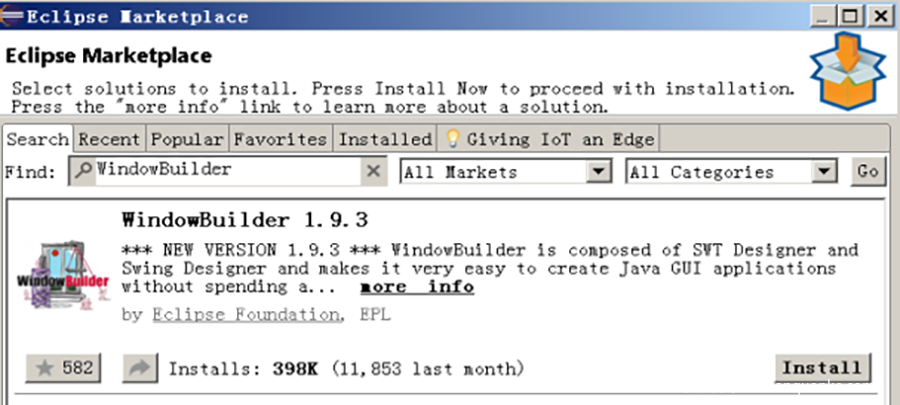 Eclipse Marketplace
Eclipse Marketplace
Select solutions to install. Press Install Now to proceed with installation.
Press the "more info" link to learn more about a solution.
Search Recent Popular Favorites Installed Giving IoT an Edge
Find: WindowBuilder All Markets All Categories Go
WindowBuilder 1.9.3
*** NEW VERSION 1.9.3 *** WindowBuilder is composed of SWT Designer and
Swing Designer and makes it very easy to create Java GUI applications
without spending a... more info
WindowBuilder
by Eclipse Foundation, EPL
582 Installs: 398K (11,853 last month) Install